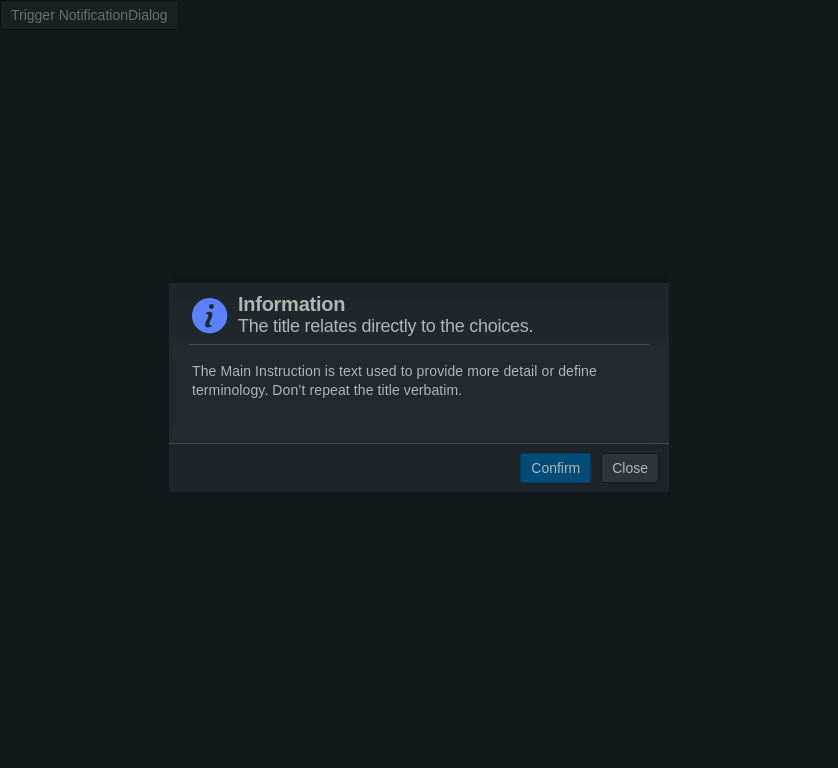 Trigger NotificationDialog
Information
The title relates directly to the choices.
The Main Instruction is text used to provide more detail or define
terminology. Don’t repeat the title verbatim.
Confirm Close